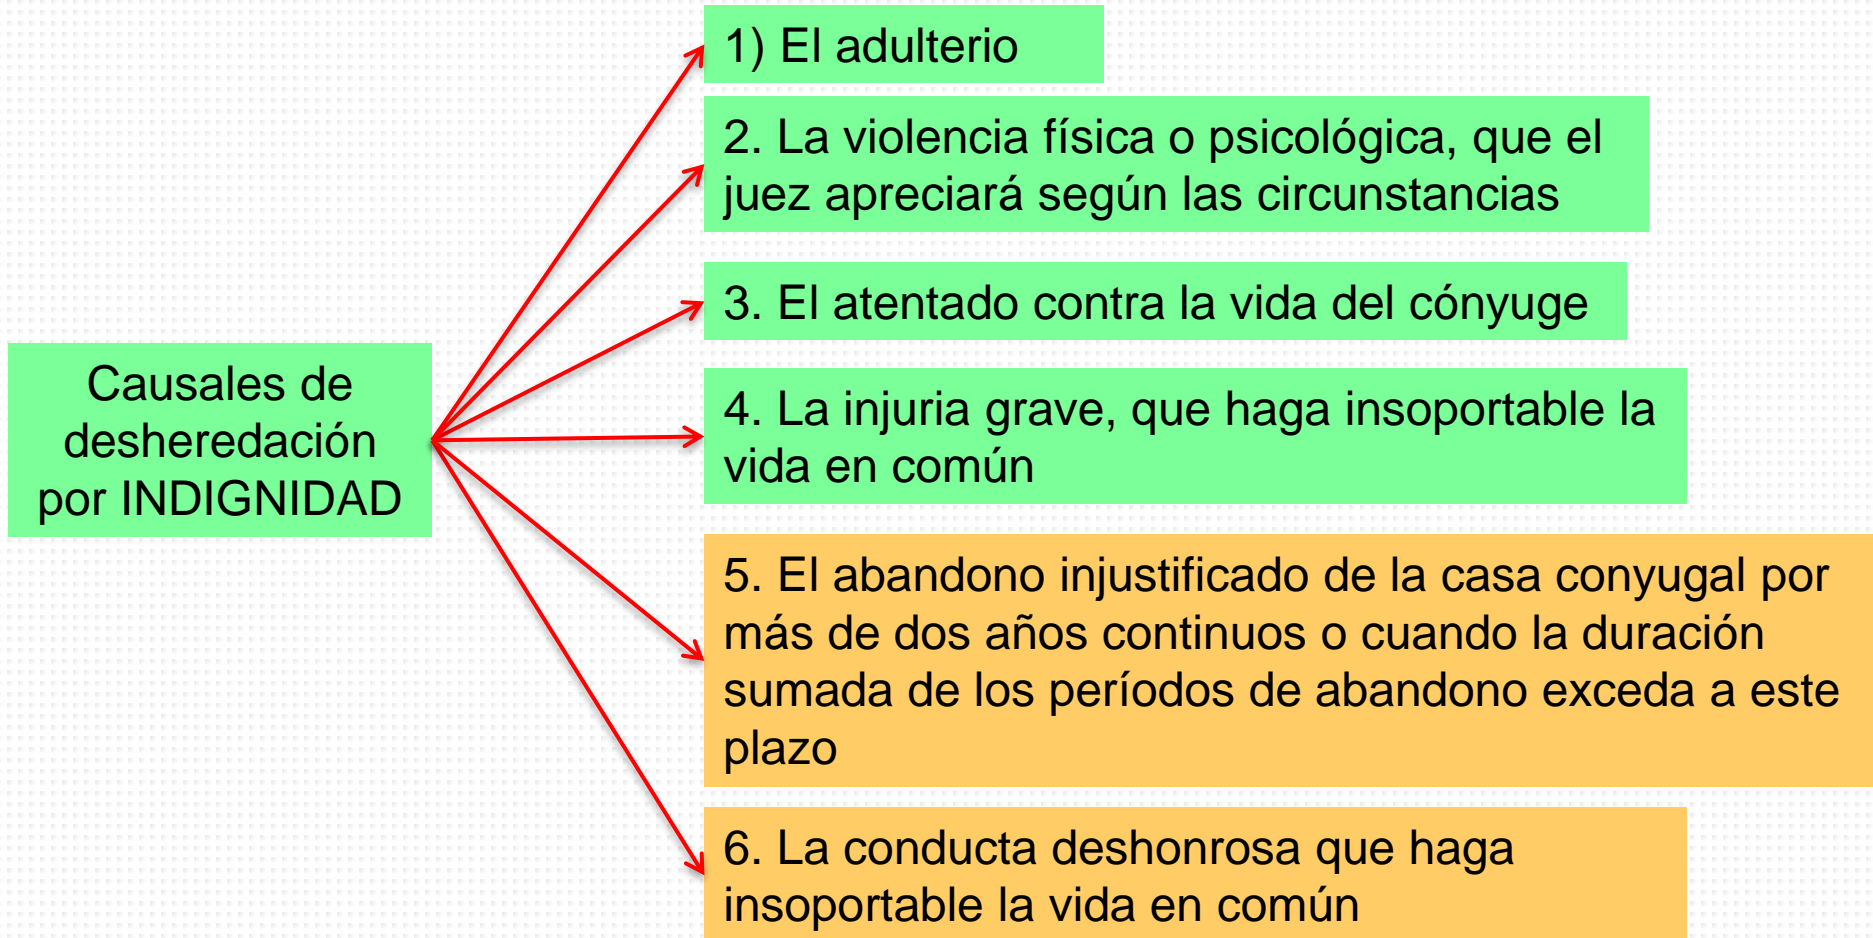 1) El adulterio
2. La violencia física o psicológica, que el
juez apreciará según las circunstancias
3. El atentado contra la vida del cónyuge
Causales de
desheredación
por INDIGNIDAD
4. La injuria grave, que haga insoportable la
vida en común
5. El abandono injustificado de la casa conyugal por
más de dos años continuos o cuando la duración
sumada de los períodos de abandono exceda a este
plazo
6. La conducta deshonrosa que haga
insoportable la vida en común